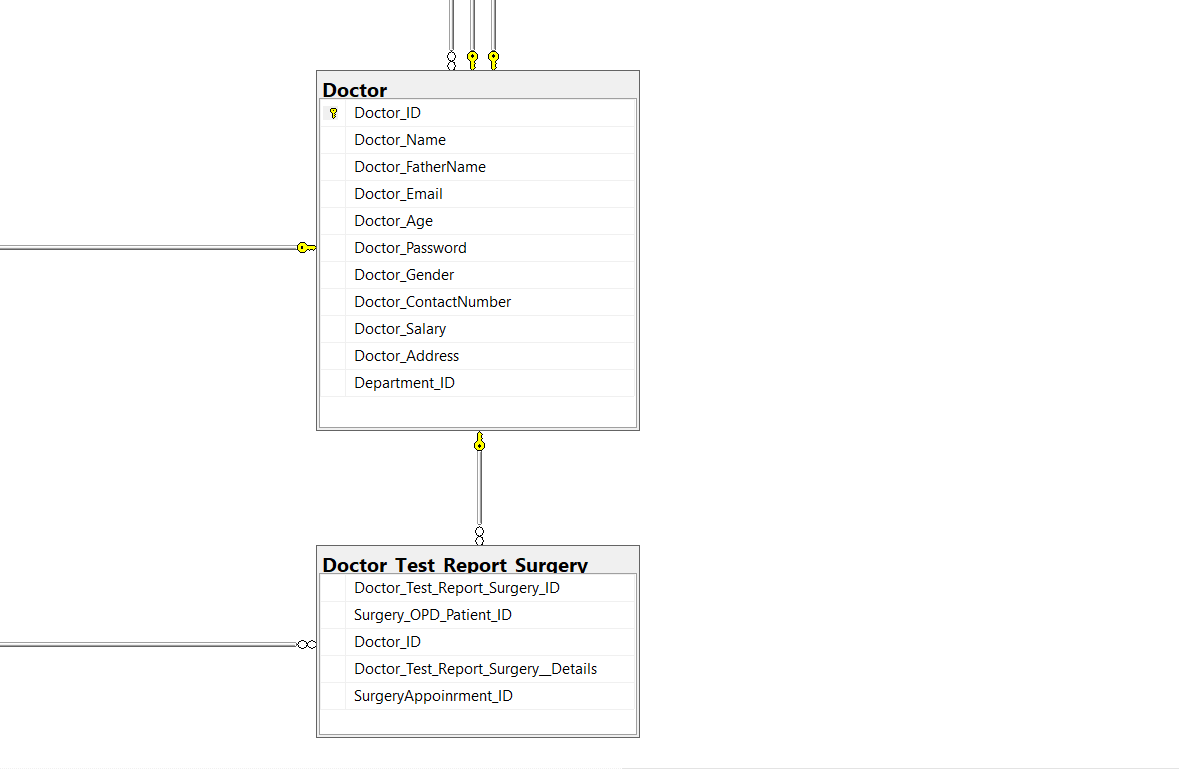 Doctor
Doctor_ID
Doctor_Name
Doctor_FatherName
Doctor_Email
Doctor_Age
Doctor_Password
Doctor_Gender
Doctor_ContactNumber
Doctor_Salary
Doctor_Address
Department_ID
Doctor_Test_Report_Surgery
Doctor_Test_Report_Surgery_ID
Surgery_OPD_Patient_ID
Doctor_ID
Doctor_Test_Report_Surgery__Details
SurgeryAppoinrment_ID